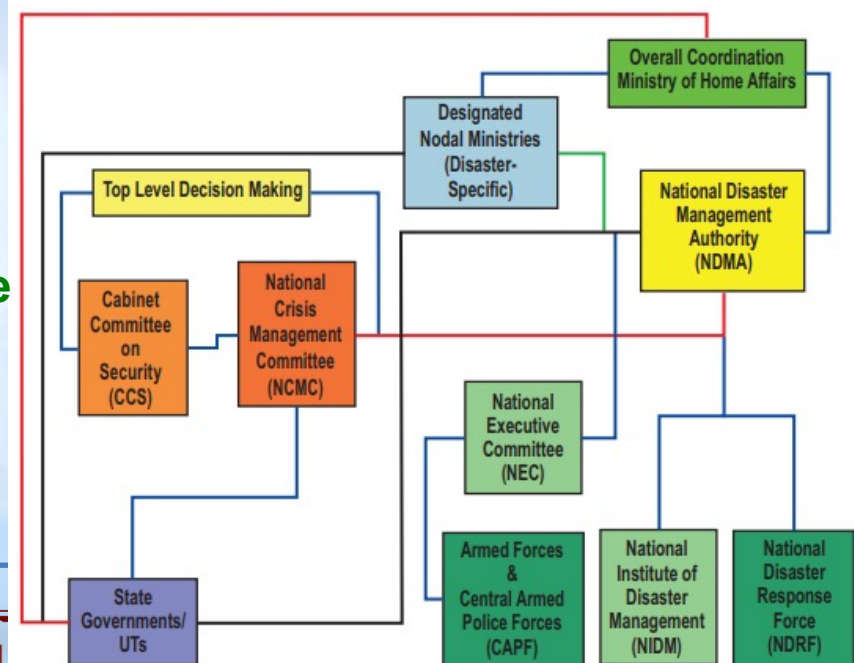 Overall Coordination
Ministry of Home Affairs
Designated
Nodal Ministries
(Disaster-
Specific)
Top Level Decision Making
National Disaster
Management
Authority
(NDMA)
e
Cabinet
Committee
on
Security
(CCS)
National
Crisis
Management
Committee
(NCMC)
National
Executive
Committee
(NEC)
Armed Forces
&
Central Armed
Police Forces
(CAPF)
National
Institute of
Disaster
Management
(NIDM)
National
Disaster
Response
Force
(NDRF)
State
Governments/
UTs